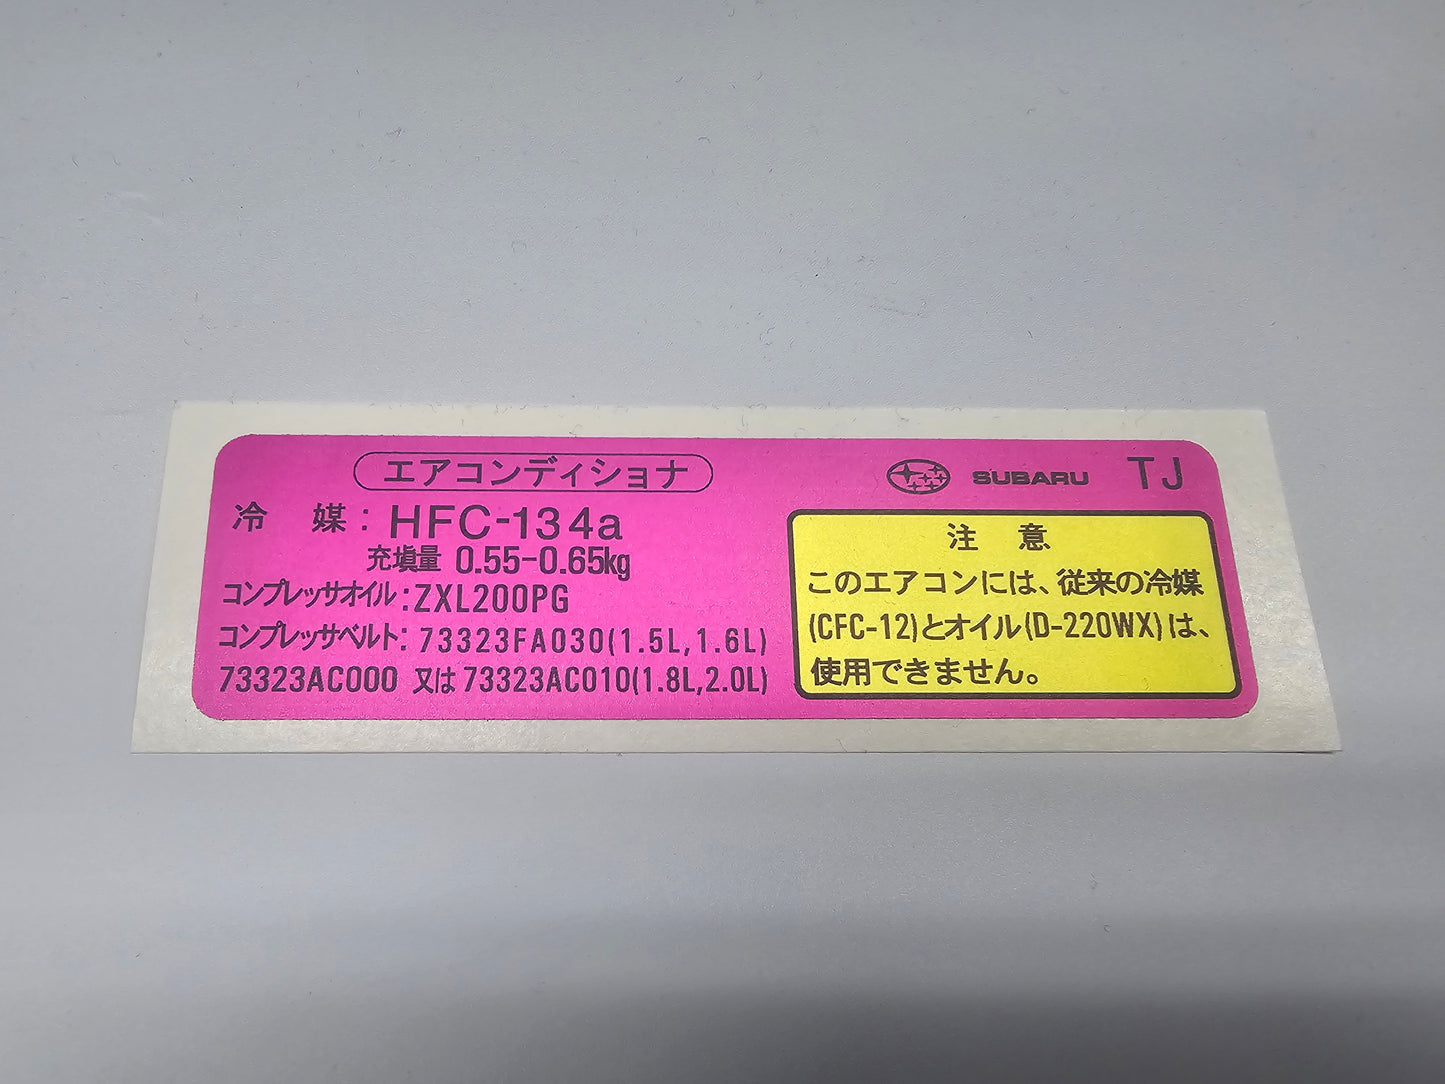 エアコンディショナ
冷 媒: HFC-134a
充塡量 0.55-0.65kg
コンプレッサオイル:ZXL200PG
コンプレッサベルト: 73323FA030(1.5L,1.6L)
73323AC000 又は 73323AC010(1.8L,2.0L)
SUBARU TJ
注 意
このエアコンには、従来の冷媒
(CFC-12)とオイル(D-220WX)は、
使用できません。